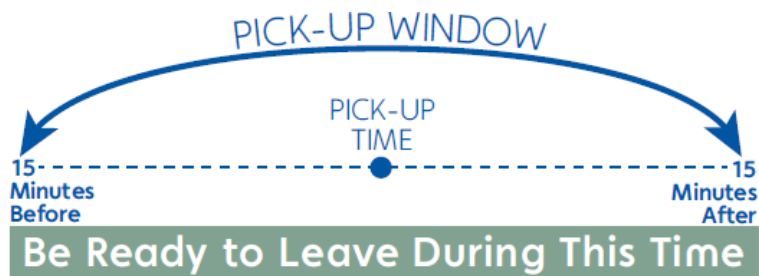 PICK-UP WINDOW
PICK-UP
TIME
15
Minutes
Before
15
Minutes
After
Be Ready to Leave During This Time